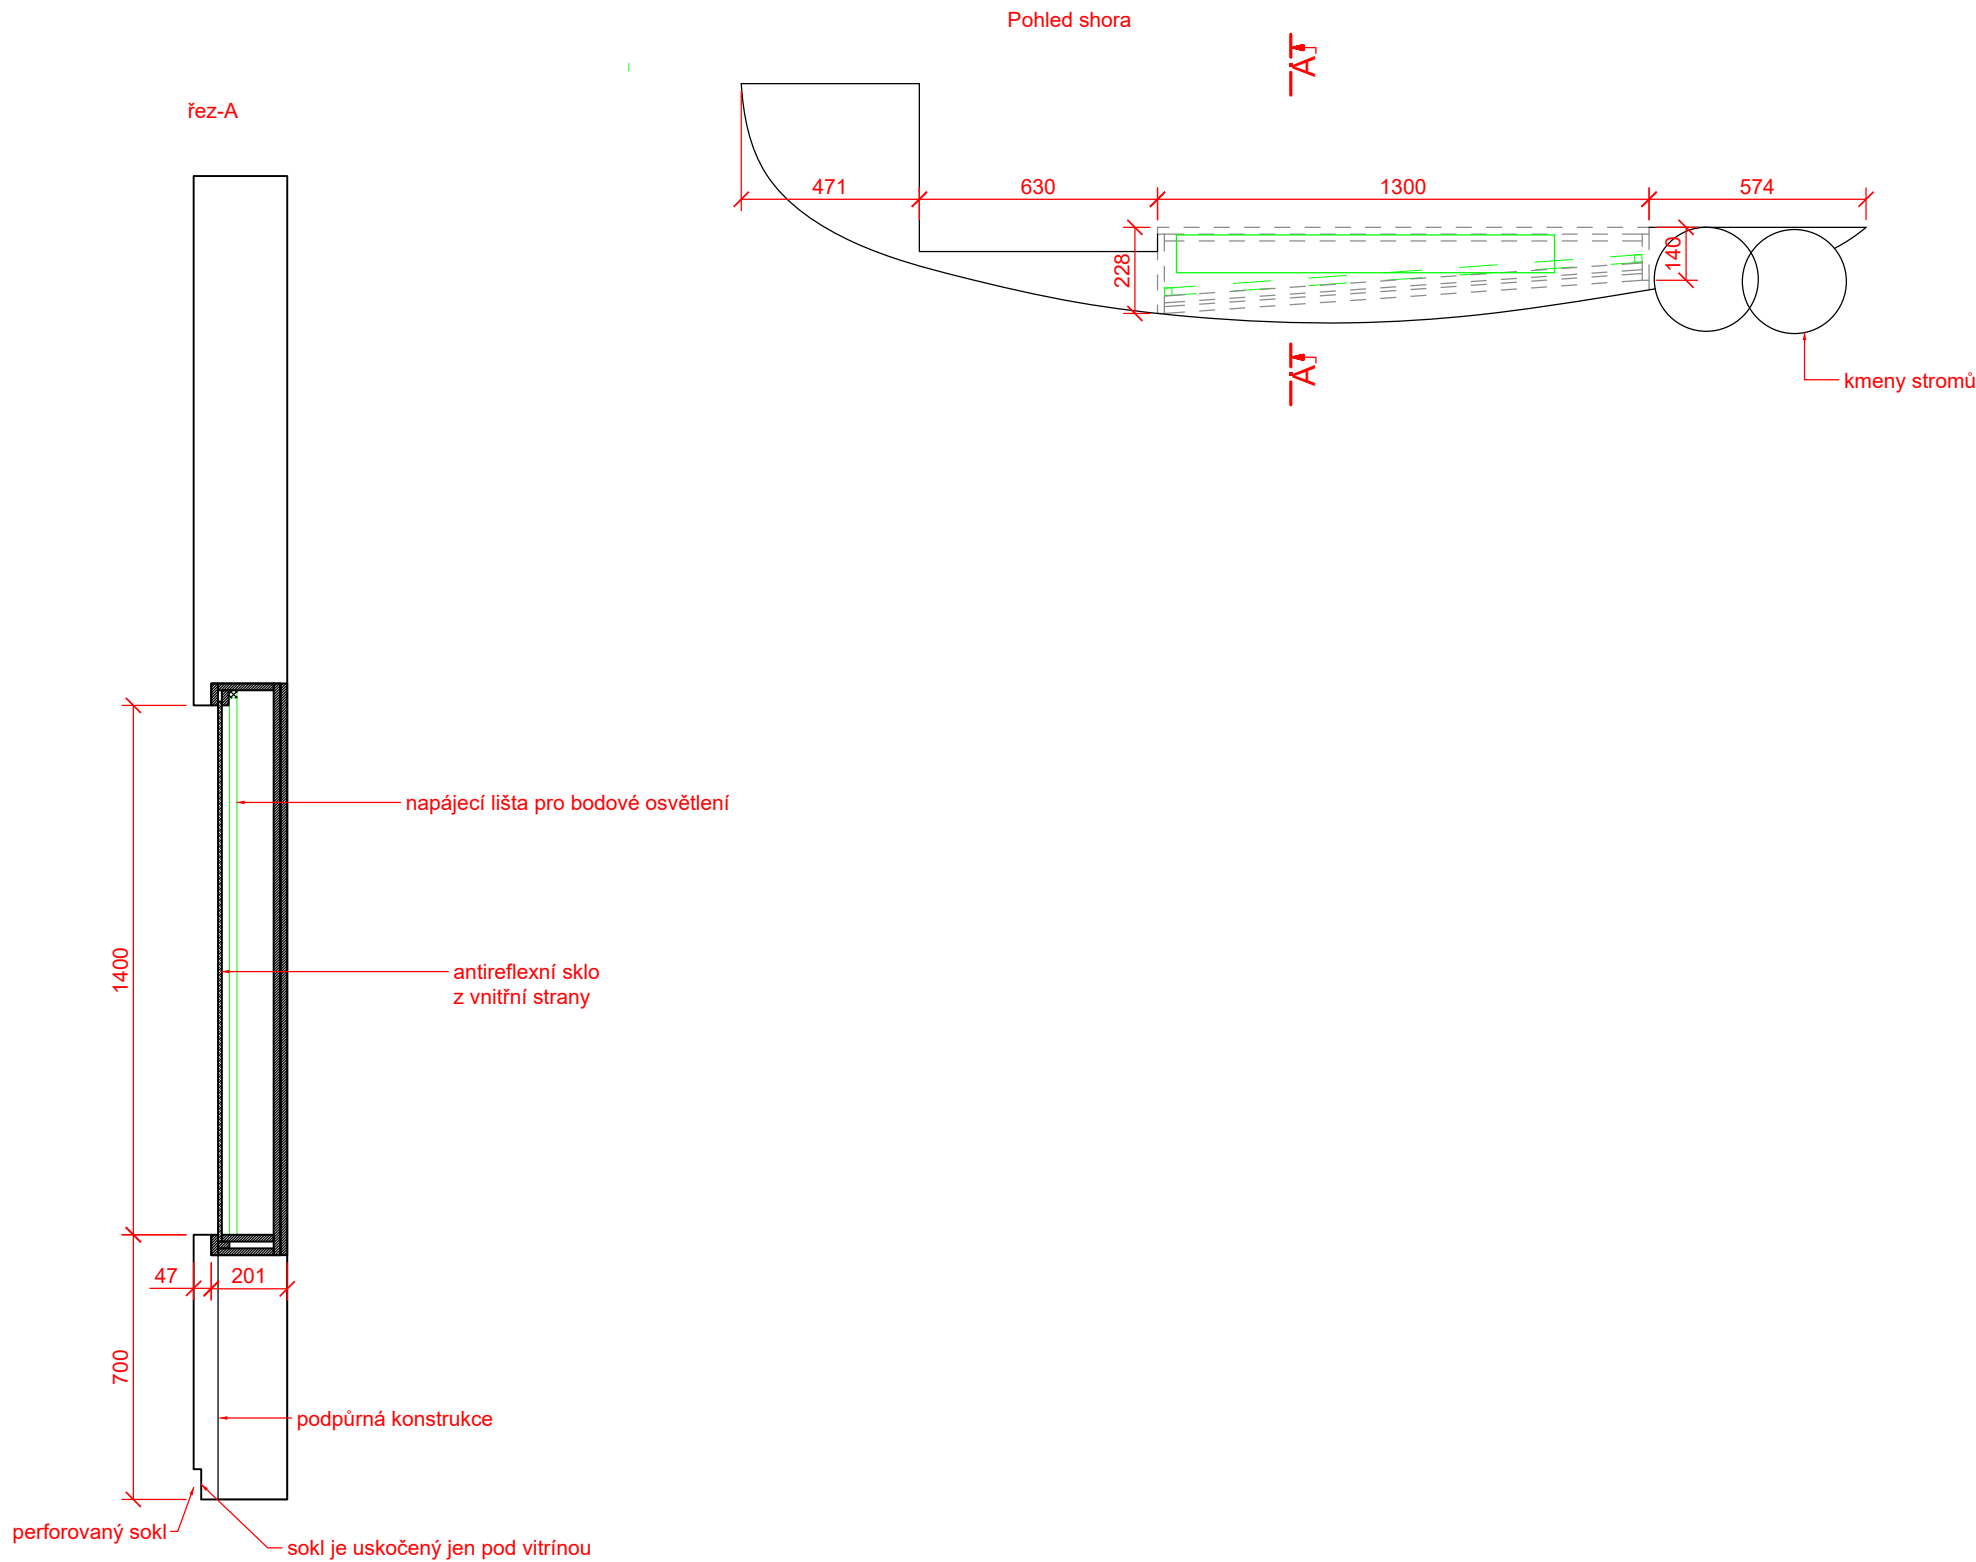 Pohled shora
A
řez-A
471
630
1300
574
228
140
A
kmeny stromů
napájecí lišta pro bodové osvětlení
1400
antireflexní sklo
z vnitřní strany
47
201
700
podpůrná konstrukce
perforovaný sokl
sokl je uskočený jen pod vitrínou